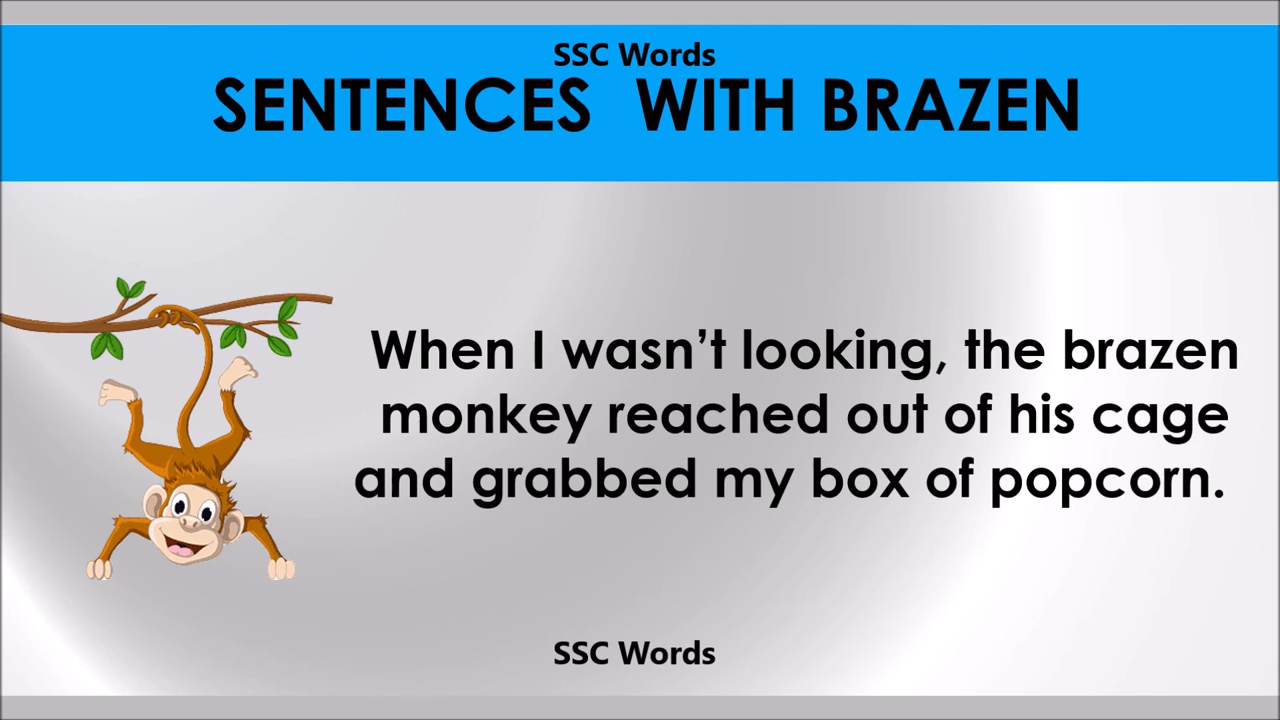 SSC Words
SENTENCES WITH BRAZEN
When I wasn’t looking, the brazen
monkey reached out of his cage
and grabbed my box of popcorn.
SSC Words